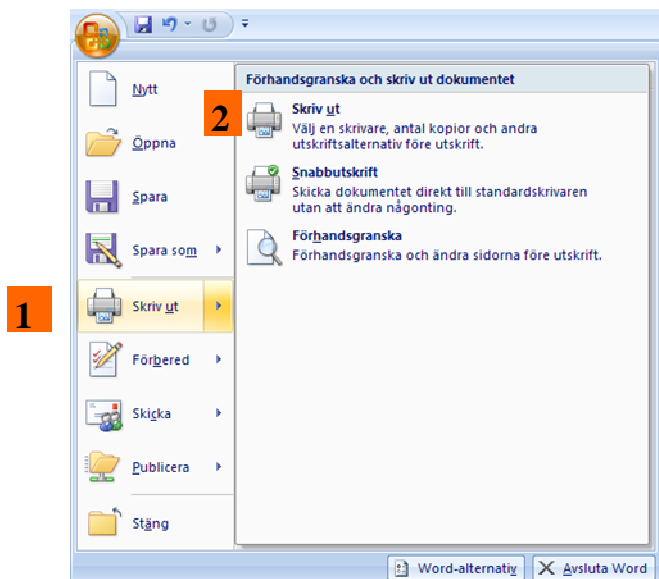 Nytt
Öppna
Spara
Spara som
1
Skriv ut
Förbered
Skicka
Publicera
Stäng
Förhandsgranska och skriv ut dokumentet
2
Skriv ut
Välj en skrivare, antal kopior och andra
utskriftsalternativ före utskrift.
Snabbutskrift
Skicka dokumentet direkt till standardskrivaren
utan att ändra någonting.
Förhandsgranska
Förhandsgranska och ändra sidorna före utskrift.
Word-alternativ
Avsluta Word